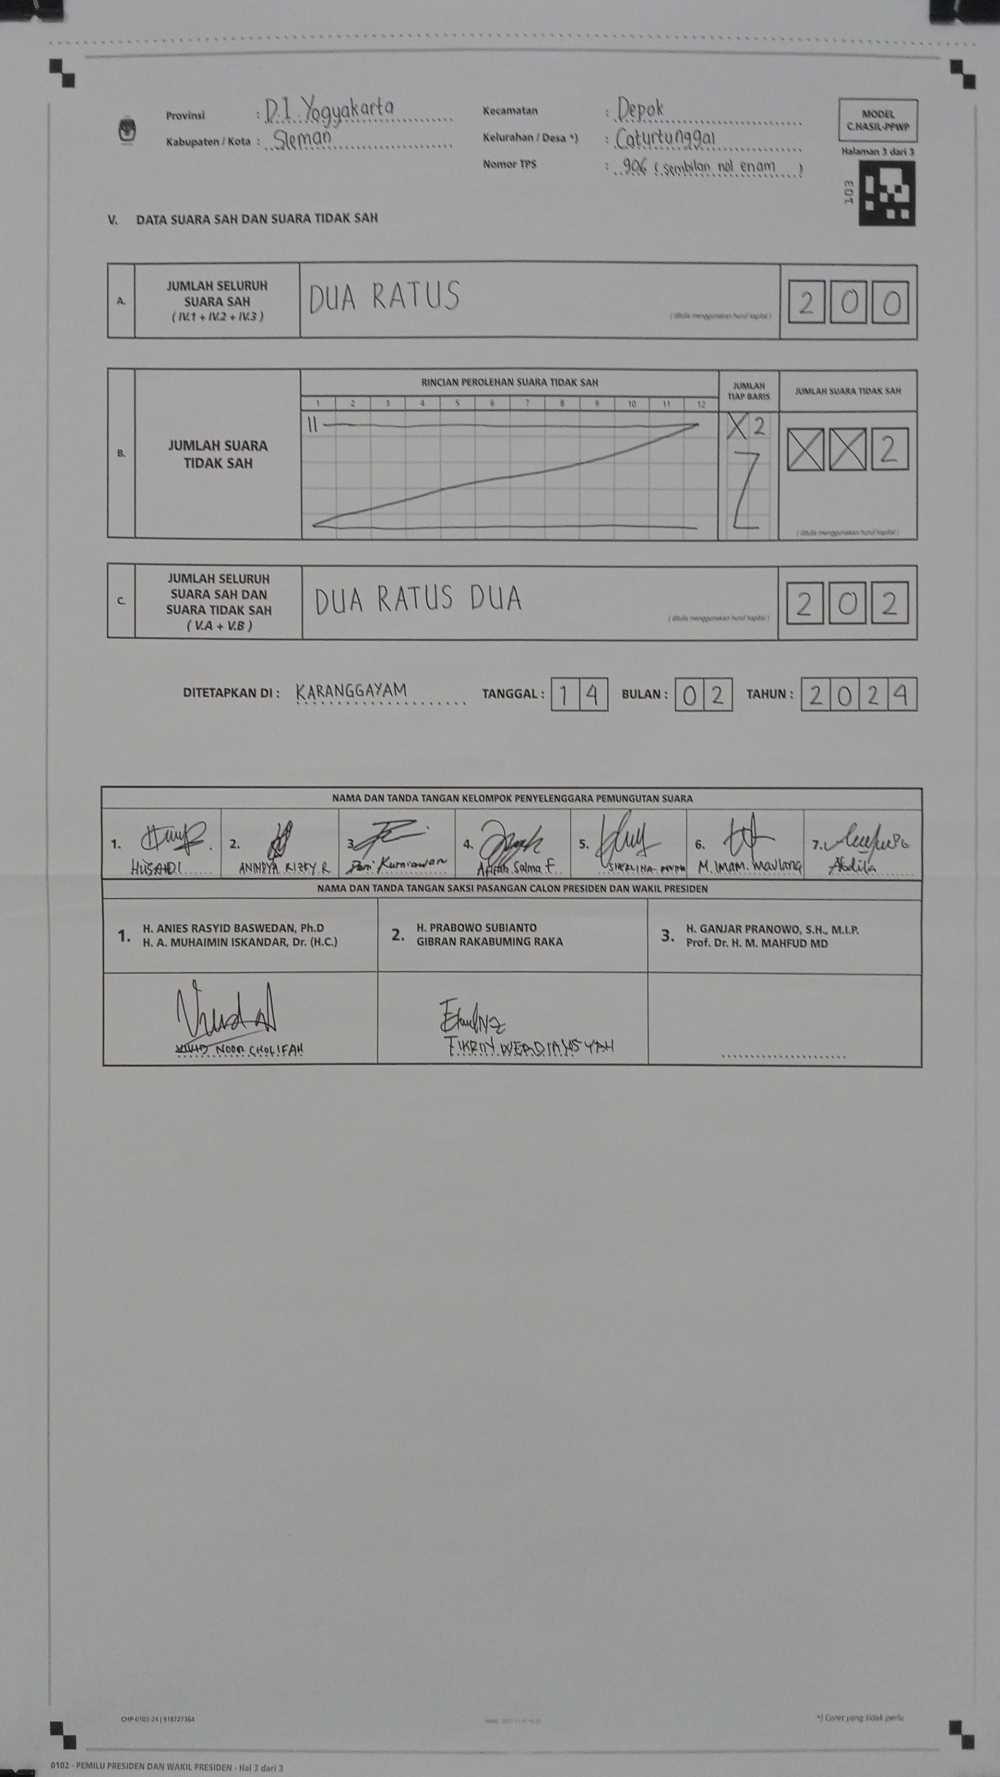 Provinsi : D.I. Yogyakarta
Kabupaten / Kota : Sleman
Kecamatan : Depok
Kelurahan / Desa *) : Caturtunggal
Nomor TPS : 906 (sembilan nol enam)
MODEL
C.HASIL-PPWP
Halaman 3 dari 3
103
V. DATA SUARA SAH DAN SUARA TIDAK SAH
A. JUMLAH SELURUH
SUARA SAH
( IV.1 + IV.2 + IV.3 )
DUA RATUS
( ditulis menggunakan huruf kapital )
2 0 0
B. JUMLAH SUARA
TIDAK SAH
RINCIAN PEROLEHAN SUARA TIDAK SAH
1 2 3 4 5 6 7 8 9 10 11 12
II
JUMLAH
TIAP BARIS
X 2
JUMLAH SUARA TIDAK SAH
X X 2
( ditulis menggunakan huruf kapital )
C. JUMLAH SELURUH
SUARA SAH DAN
SUARA TIDAK SAH
( V.A + V.B )
DUA RATUS DUA
( ditulis menggunakan huruf kapital )
2 0 2
DITETAPKAN DI : KARANGGAYAM TANGGAL : 1 4 BULAN : 0 2 TAHUN : 2 0 2 4
NAMA DAN TANDA TANGAN KELOMPOK PENYELENGGARA PEMUNGUTAN SUARA
1. 2. 3. 4. 5. 6. 7.
HUSANDI ANINDYA RIZKY R. Kurniawan Afifah Salma F. SHERLINA M. IMAM. Maulana Abdila
NAMA DAN TANDA TANGAN SAKSI PASANGAN CALON PRESIDEN DAN WAKIL PRESIDEN
1. H. ANIES RASYID BASWEDAN, Ph.D
H. A. MUHAIMIN ISKANDAR, Dr. (H.C.)
2. H. PRABOWO SUBIANTO
GIBRAN RAKABUMING RAKA
3. H. GANJAR PRANOWO, S.H., M.I.P.
Prof. Dr. H. M. MAHFUD MD
NOOR CHOLIFAH
FIKRIN WERDIANSYAH
CHP-0102-24 | 918727364
*) Coret yang tidak perlu
0102 - PEMILU PRESIDEN DAN WAKIL PRESIDEN - Hal 3 dari 3